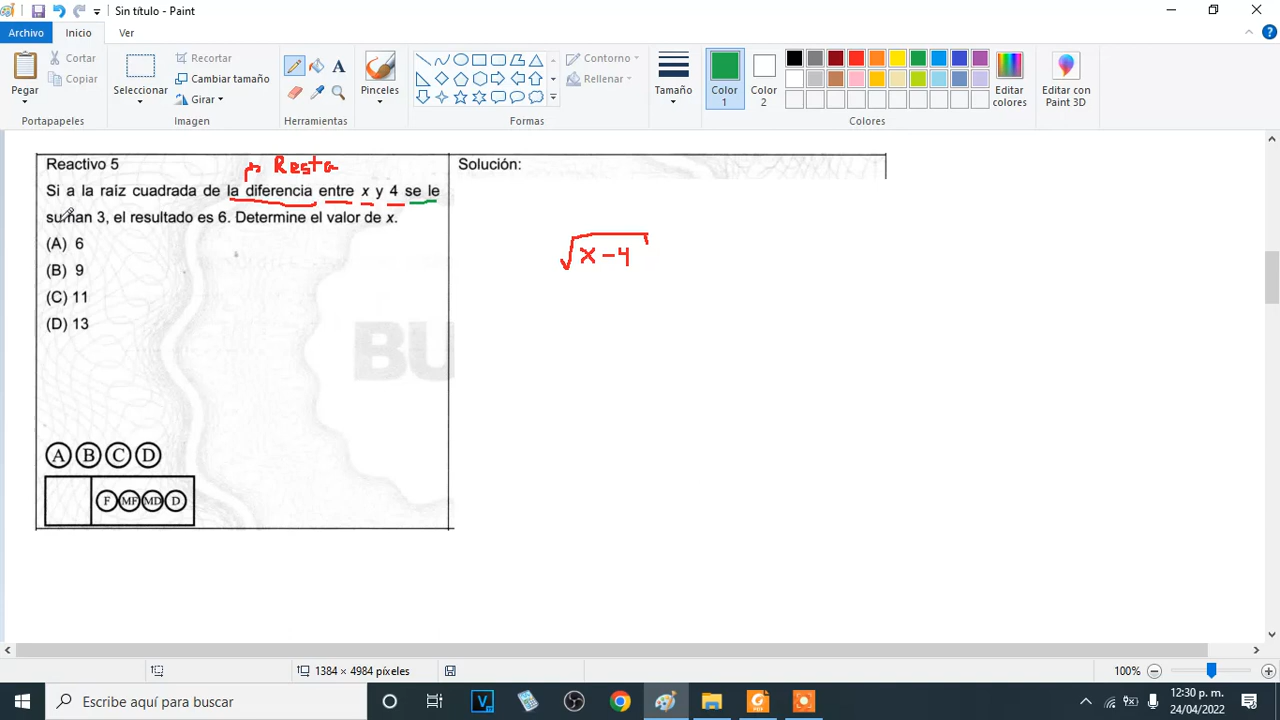 Sin título - Paint
Archivo
Inicio
Ver
Pegar
Cortar
Copiar
Portapapeles
Seleccionar
Recortar
Cambiar tamaño
Girar
Imagen
A
Herramientas
Pinceles
Contorno
Rellenar
Formas
Tamaño
Color 1
Color 2
Editar colores
Colores
Editar con Paint 3D
Reactivo 5
Resta
Solución:
Si a la raíz cuadrada de la diferencia entre x y 4 se le
suman 3, el resultado es 6. Determine el valor de x.
(A) 6
(B) 9
(C) 11
(D) 13
√x-4
BU
A B C D
F MF MD D
1384 × 4984 píxeles
100%
Escribe aquí para buscar
12:30 p. m.
24/04/2022